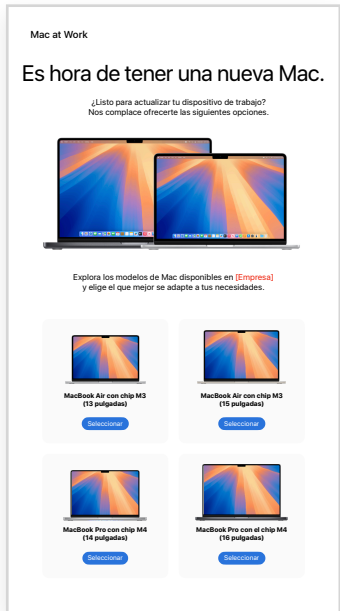 Mac at Work
Es hora de tener una nueva Mac.
¿Listo para actualizar tu dispositivo de trabajo?
Nos complace ofrecerte las siguientes opciones.
Explora los modelos de Mac disponibles en [Empresa]
y elige el que mejor se adapte a tus necesidades.
MacBook Air con chip M3
(13 pulgadas)
Seleccionar
MacBook Air con chip M3
(15 pulgadas)
Seleccionar
MacBook Pro con chip M4
(14 pulgadas)
Seleccionar
MacBook Pro con el chip M4
(16 pulgadas)
Seleccionar